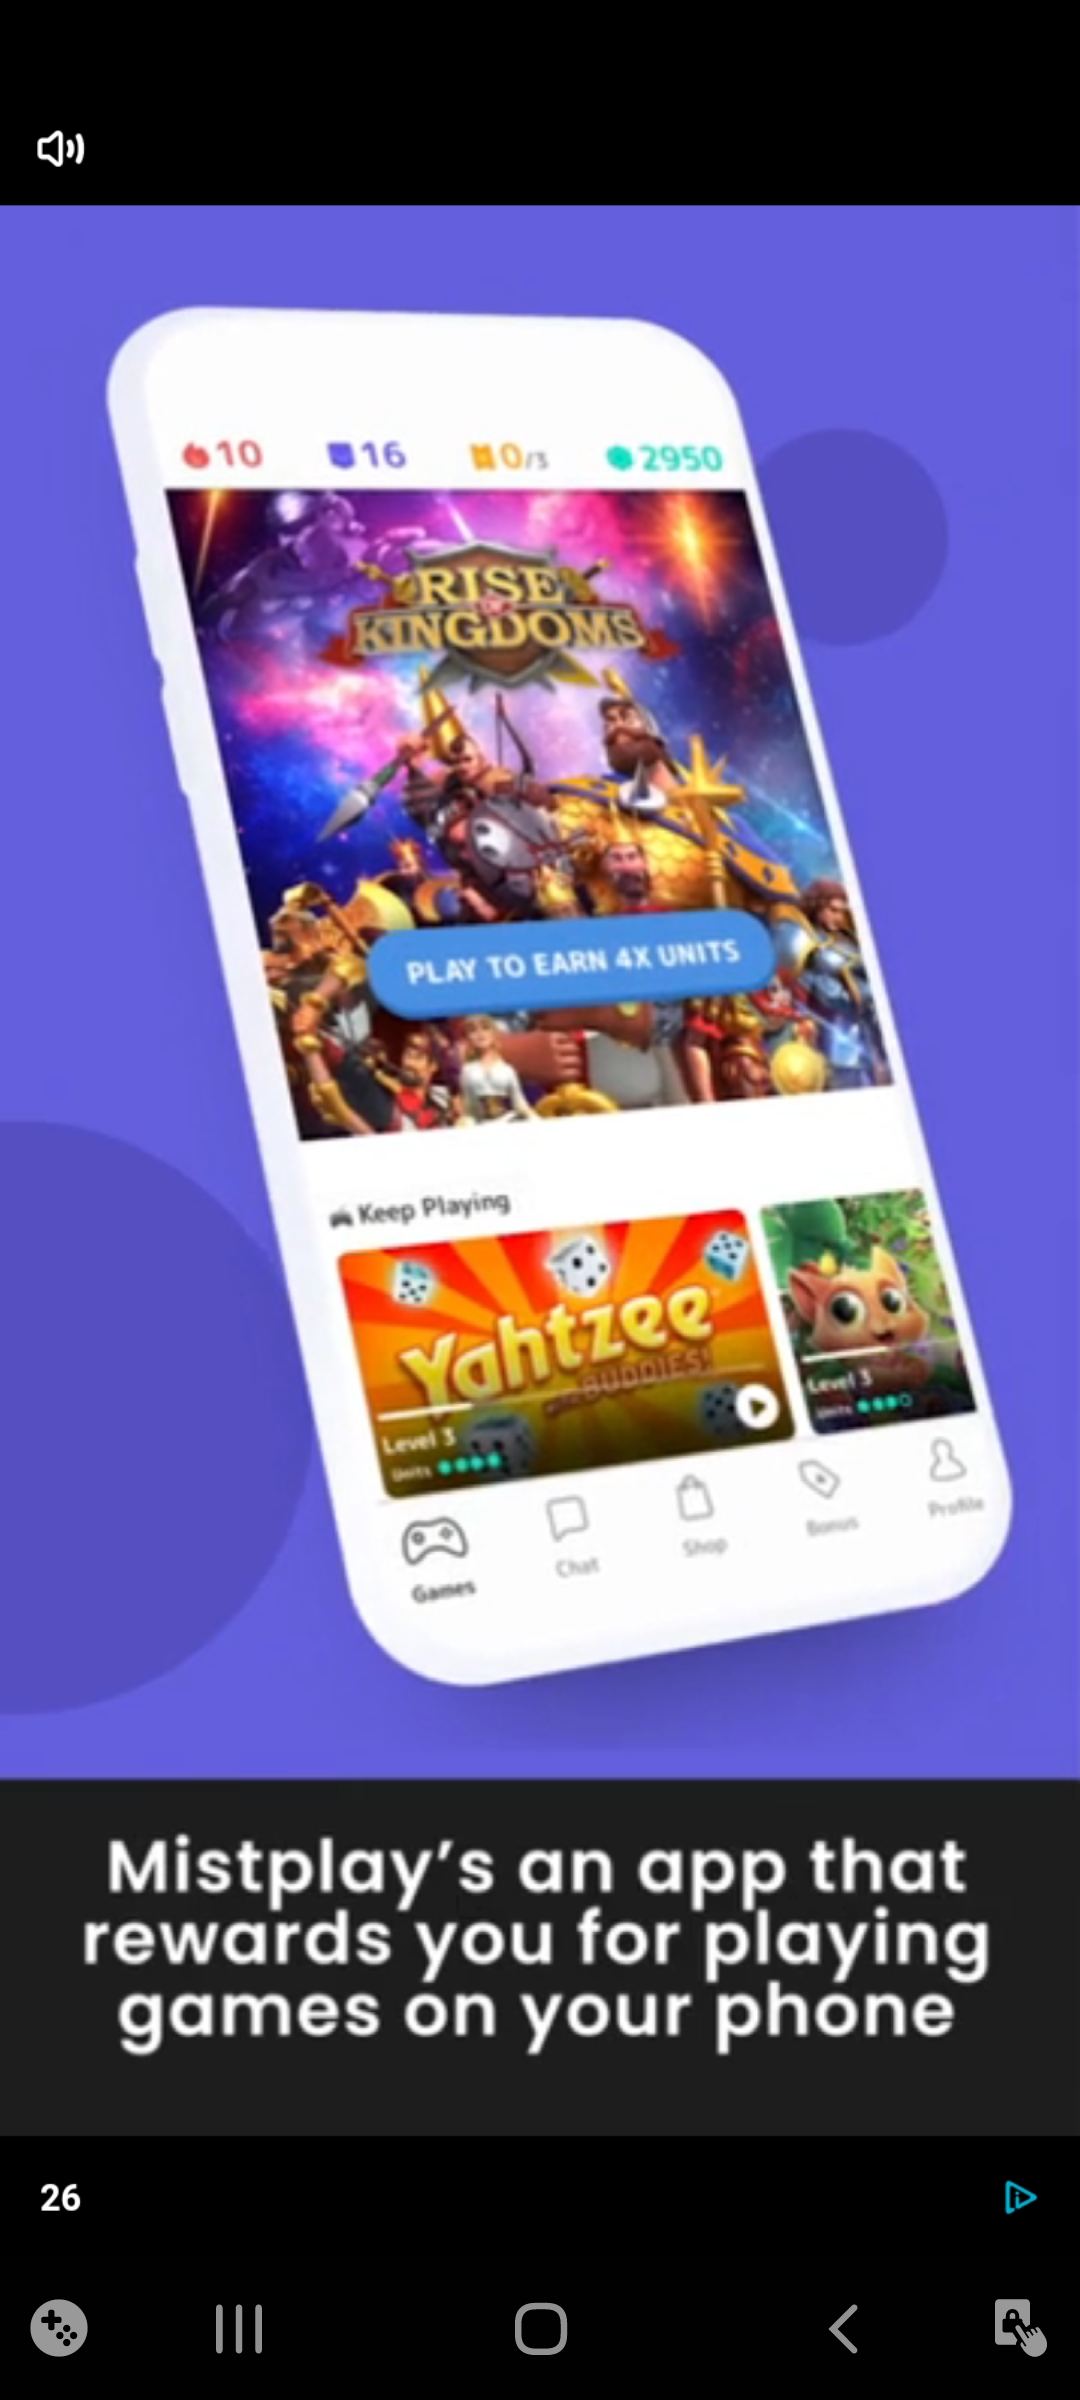 10 16 0/3 2950
RISE
OF
KINGDOMS
PLAY TO EARN 4X UNITS
Keep Playing
Yahtzee
WITH BUDDIES!
Level 3
Units
Level 3
Units
Games Chat Shop Bonus Profile
Mistplay’s an app that
rewards you for playing
games on your phone
26